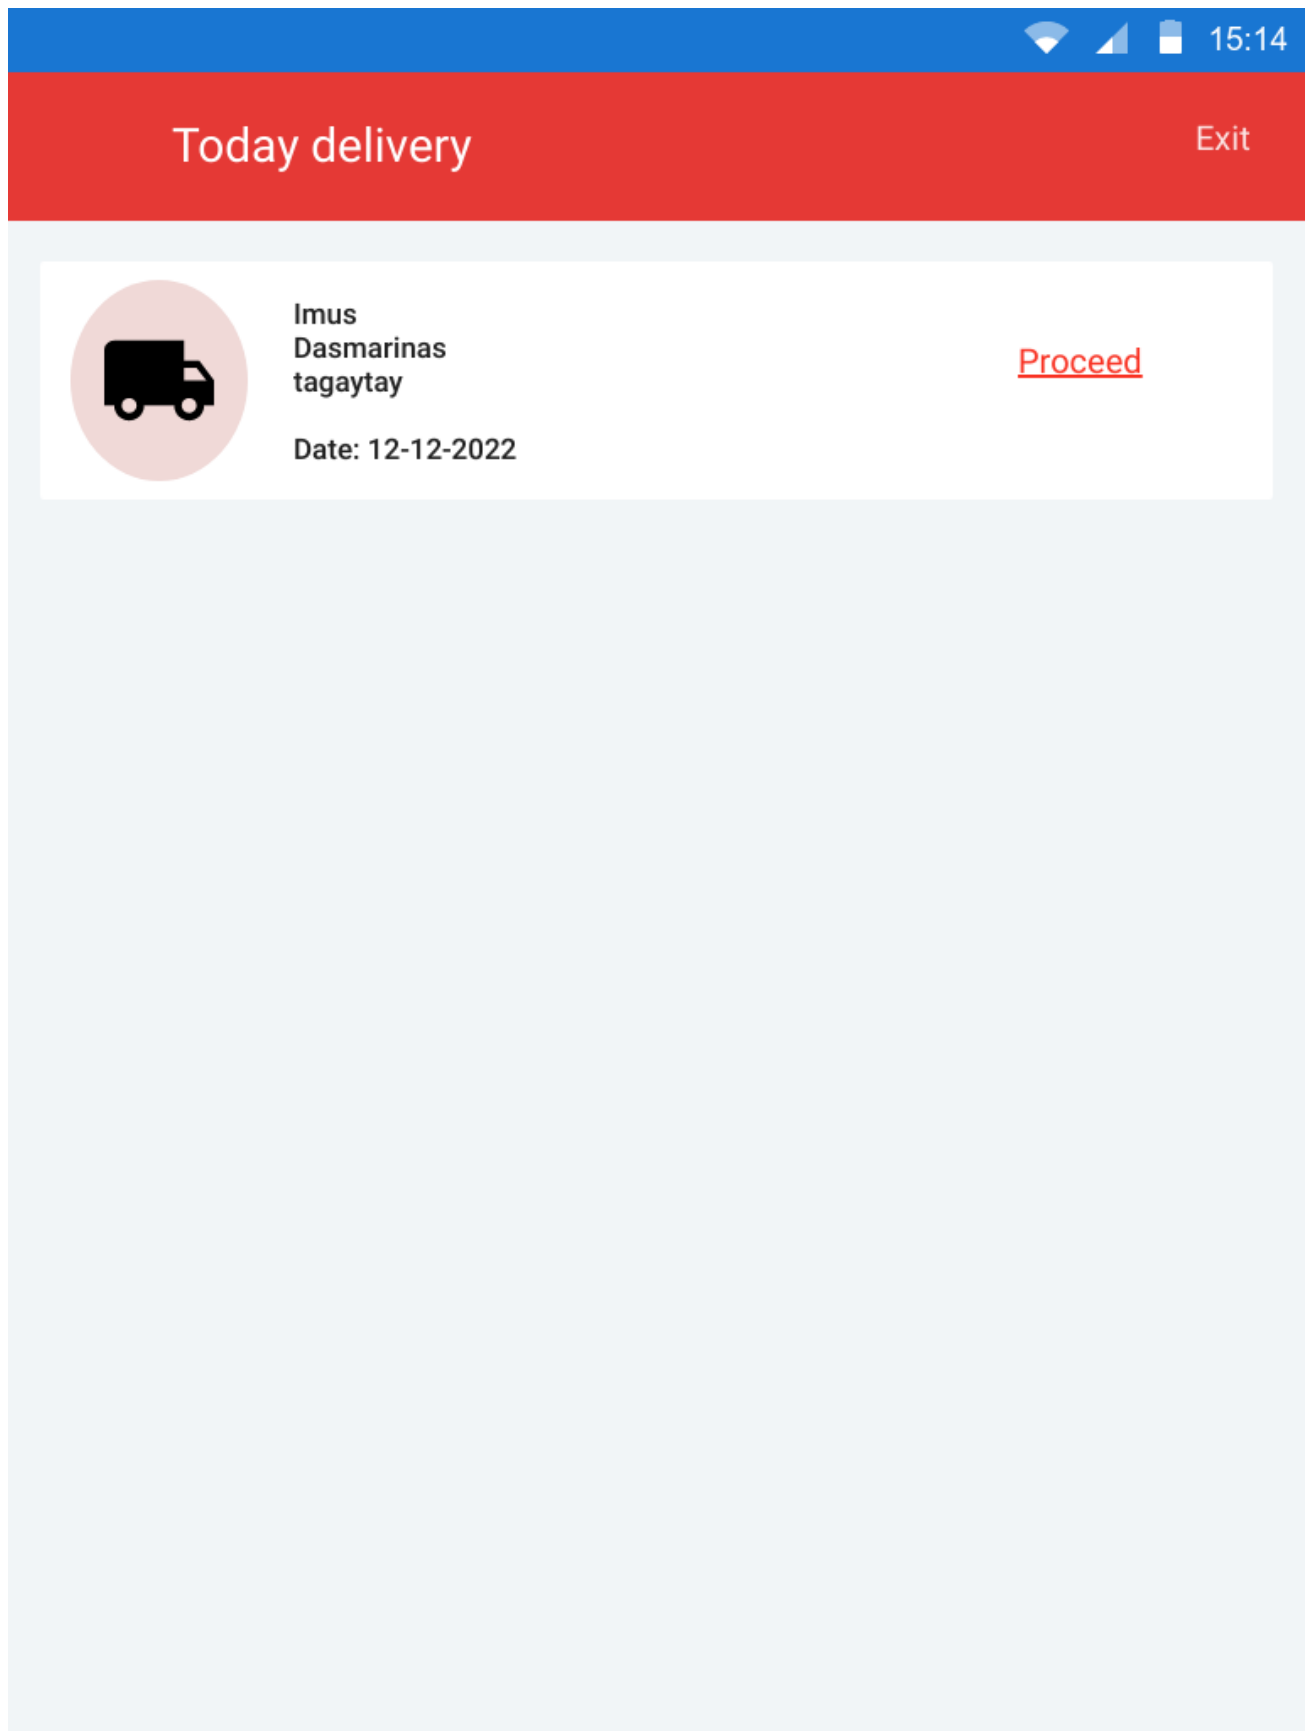 15:14
Today delivery
Exit
Imus
Dasmarinas
tagaytay
Proceed
Date: 12-12-2022